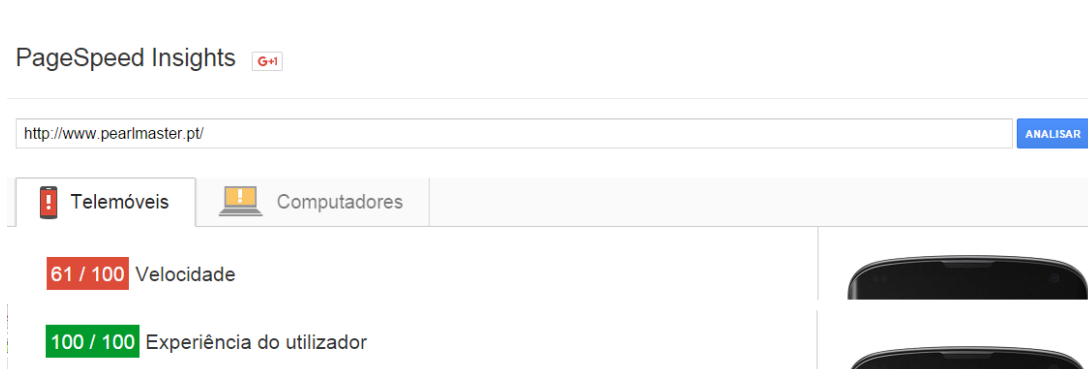 PageSpeed Insights G+1
http://www.pearlmaster.pt/ ANALISAR
Telemóveis Computadores
61 / 100 Velocidade
100 / 100 Experiência do utilizador